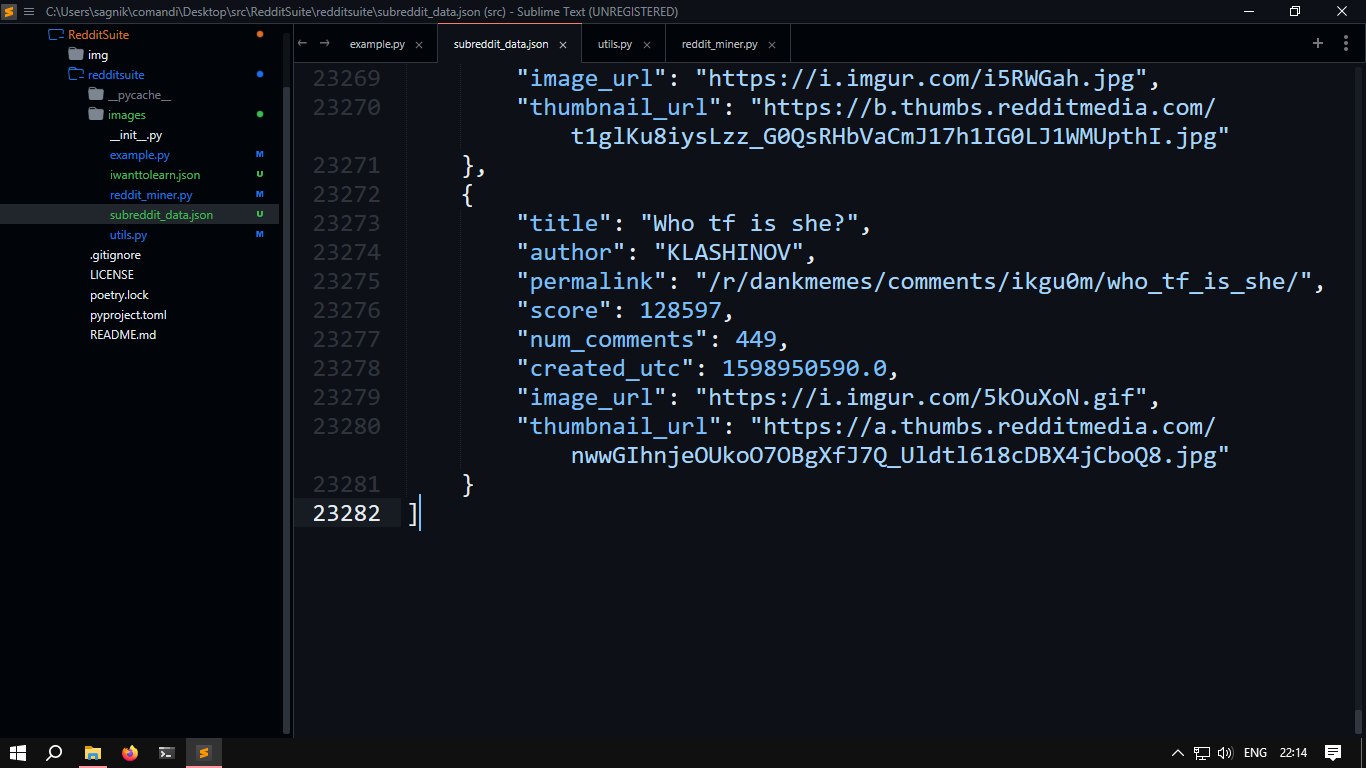 C:\Users\sagnik\comandi\Desktop\src\RedditSuite\redditsuite\subreddit_data.json (src) - Sublime Text (UNREGISTERED)
RedditSuite
img
redditsuite
__pycache__
images
__init__.py
example.py M
iwanttolearn.json U
reddit_miner.py M
subreddit_data.json U
utils.py M
.gitignore
LICENSE
poetry.lock
pyproject.toml
README.md
example.py × subreddit_data.json × utils.py × reddit_miner.py ×
23269 "image_url": "https://i.imgur.com/i5RWGah.jpg",
23270 "thumbnail_url": "https://b.thumbs.redditmedia.com/
t1glKu8iysLzz_G0QsRHbVaCmJ17h1IG0LJ1WMUpthI.jpg"
23271 },
23272 {
23273 "title": "Who tf is she?",
23274 "author": "KLASHINOV",
23275 "permalink": "/r/dankmemes/comments/ikgu0m/who_tf_is_she/",
23276 "score": 128597,
23277 "num_comments": 449,
23278 "created_utc": 1598950590.0,
23279 "image_url": "https://i.imgur.com/5kOuXoN.gif",
23280 "thumbnail_url": "https://a.thumbs.redditmedia.com/
nwwGIhnjeOUkoO7OBgXfJ7Q_Uldtl618cDBX4jCboQ8.jpg"
23281 }
23282 ]
ENG 22:14